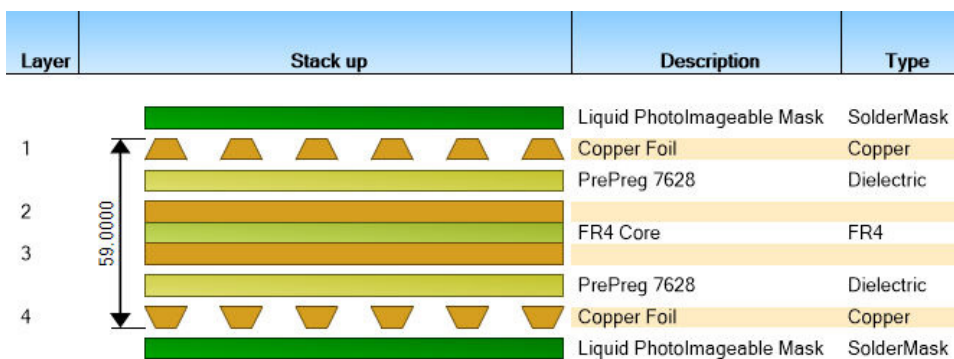 Layer Stack up Description Type
Liquid PhotoImageable Mask SolderMask
1 Copper Foil Copper
PrePreg 7628 Dielectric
2
59.0000
FR4 Core FR4
3
PrePreg 7628 Dielectric
4 Copper Foil Copper
Liquid PhotoImageable Mask SolderMask